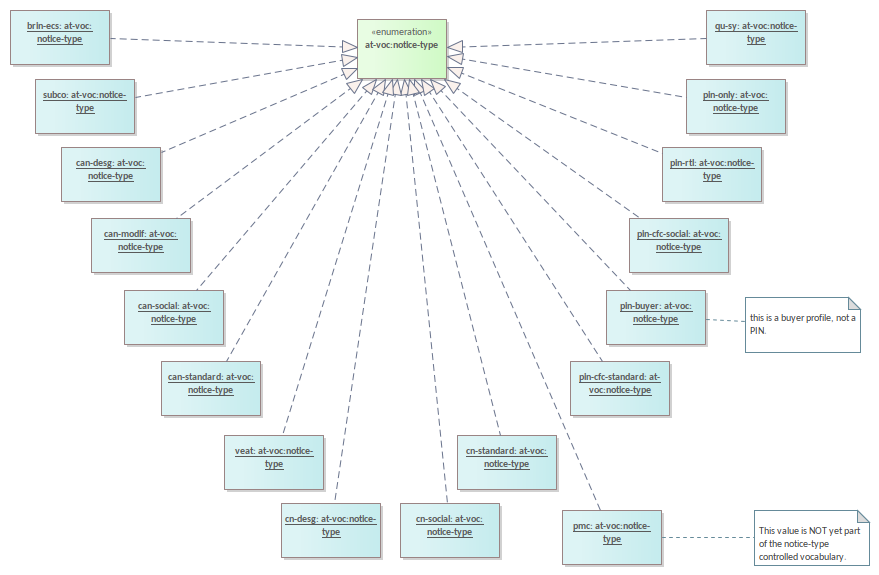 «enumeration»
at-voc:notice-type
brin-ecs: at-voc:
notice-type
qu-sy: at-voc:notice-
type
subco: at-voc:notice-
type
pin-only: at-voc:
notice-type
can-desg: at-voc:
notice-type
pin-rtl: at-voc:notice-
type
can-modif: at-voc:
notice-type
pin-cfc-social: at-voc:
notice-type
can-social: at-voc:
notice-type
pin-buyer: at-voc:
notice-type
this is a buyer profile, not a
PIN.
can-standard: at-voc:
notice-type
pin-cfc-standard: at-
voc:notice-type
veat: at-voc:notice-
type
cn-standard: at-voc:
notice-type
cn-desg: at-voc:notice-
type
cn-social: at-voc:
notice-type
pmc: at-voc:notice-
type
This value is NOT yet part
of the notice-type
controlled vocabulary.